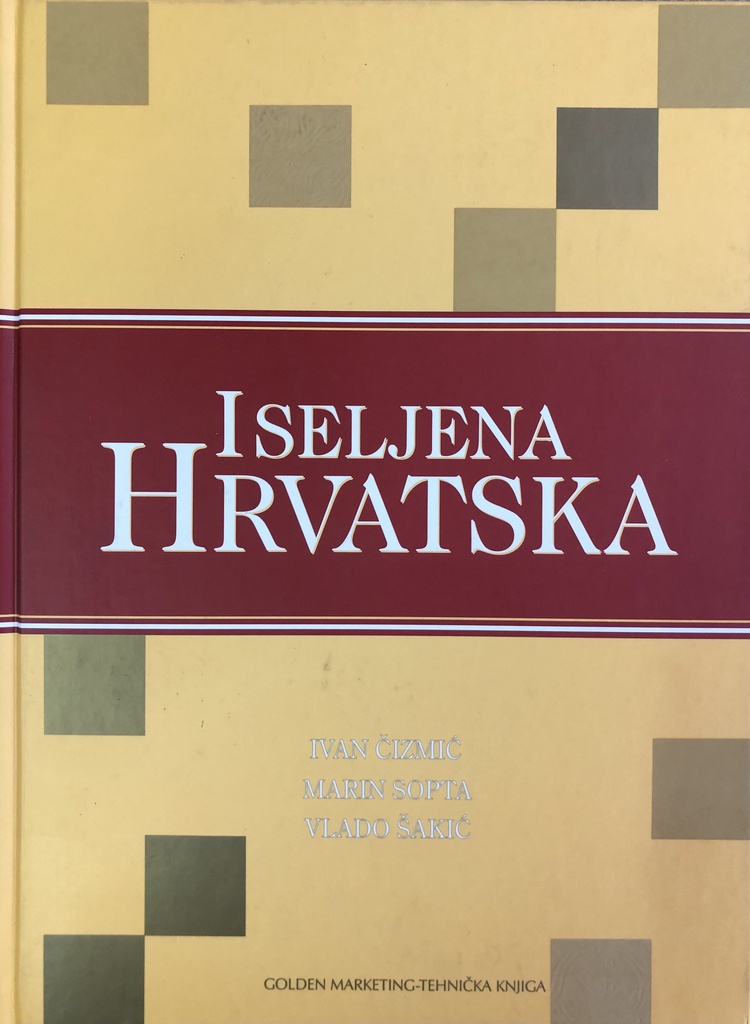 ISELJENA
HRVATSKA
IVAN ČIZMIĆ
MARIN SOPTA
VLADO ŠAKIĆ
GOLDEN MARKETING-TEHNIČKA KNJIGA